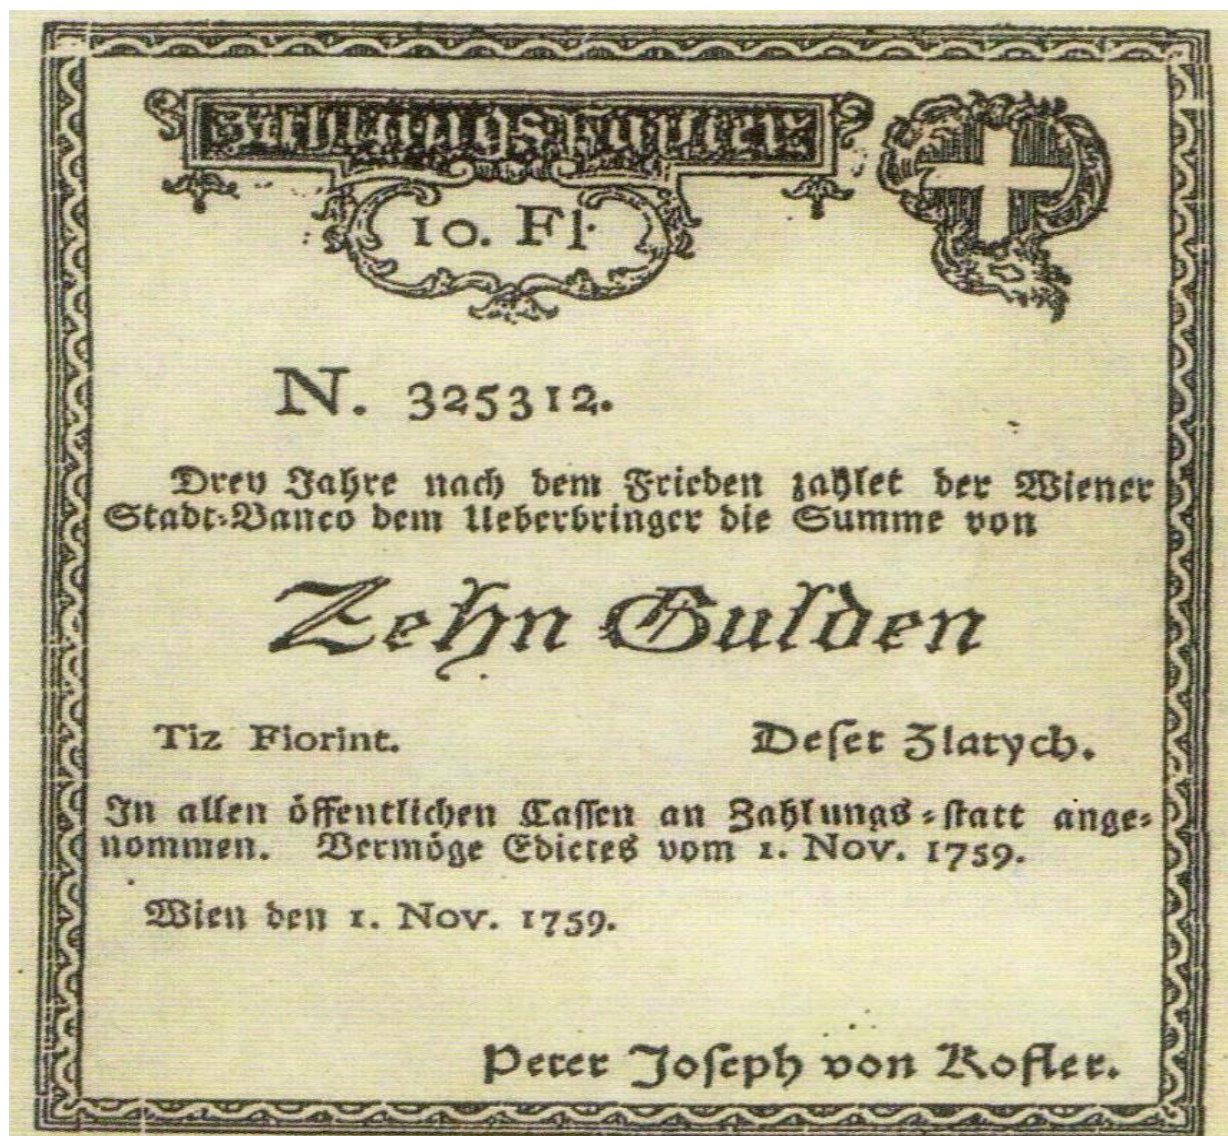 Zahlungs Papier
10. Fl.
N. 325312.
Drey Jahre nach dem Frieden zahlet der Wiener
Stadt-Banco dem Ueberbringer die Summe von
Zehn Gulden
Tiz Fiorint.
Deſet Zlatych.
In allen öffentlichen Caſſen an Zahlungs-ſtatt ange-
nommen. Vermöge Edictes vom 1. Nov. 1759.
Wien den 1. Nov. 1759.
Peter Joſeph von Kofler.